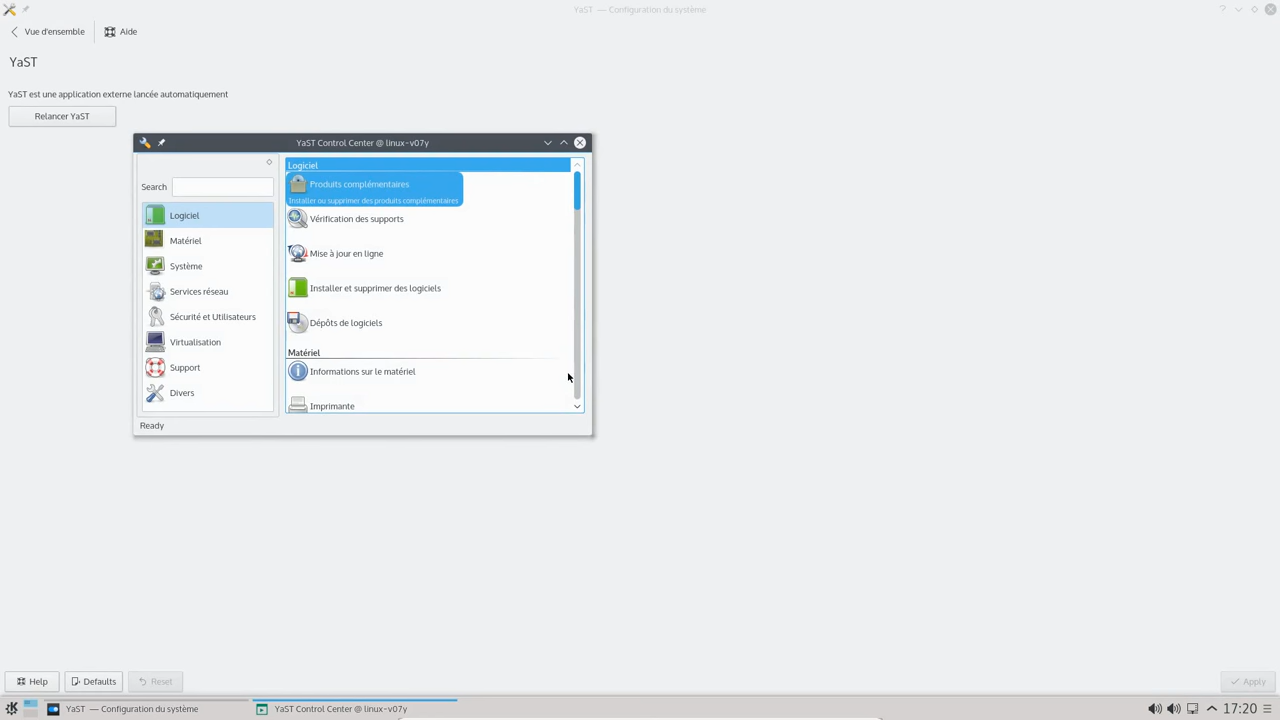 YaST — Configuration du système
Vue d'ensemble
Aide
YaST
YaST est une application externe lancée automatiquement
Relancer YaST
YaST Control Center @ linux-v07y
Search
Logiciel
Matériel
Système
Services réseau
Sécurité et Utilisateurs
Virtualisation
Support
Divers
Logiciel
Produits complémentaires
Installer ou supprimer des produits complémentaires
Vérification des supports
Mise à jour en ligne
Installer et supprimer des logiciels
Dépôts de logiciels
Matériel
Informations sur le matériel
Imprimante
Ready
Help
Defaults
Reset
Apply
YaST — Configuration du système
YaST Control Center @ linux-v07y
17:20